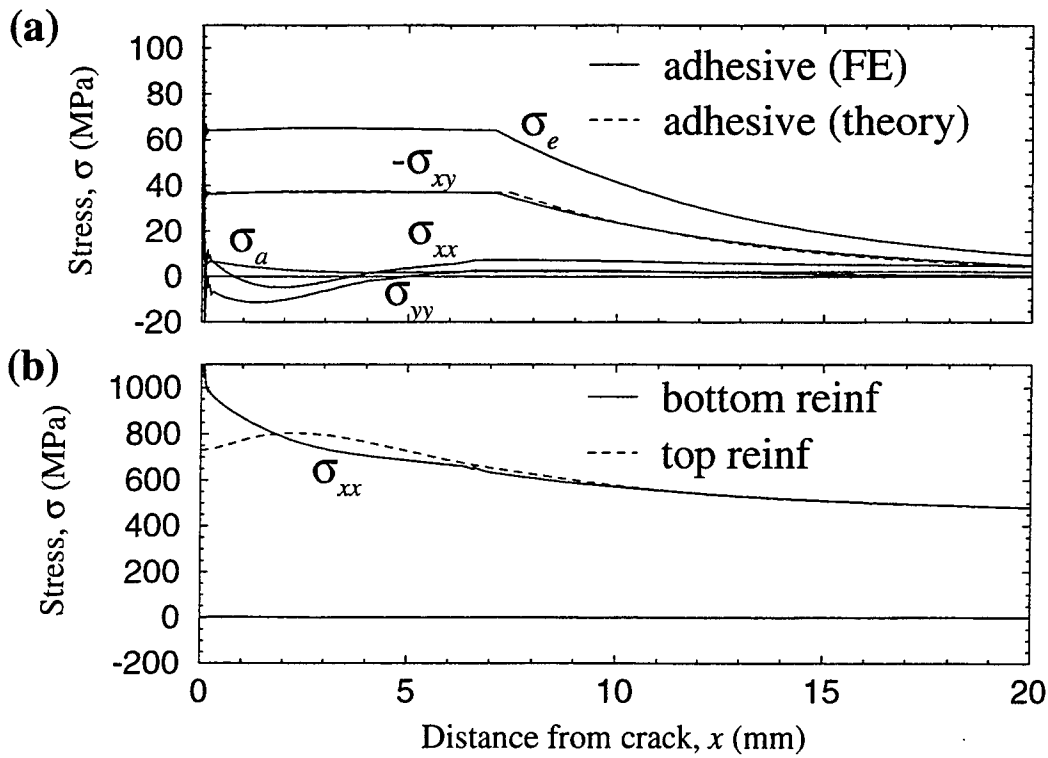 (a)
100
80
60
40
20
0
-20
Stress, σ (MPa)
adhesive (FE)
adhesive (theory)
σe
-σxy
σa
σxx
σyy
(b)
1000
800
600
400
200
0
-200
Stress, σ (MPa)
bottom reinf
top reinf
σxx
0
5
10
15
20
Distance from crack, x (mm)